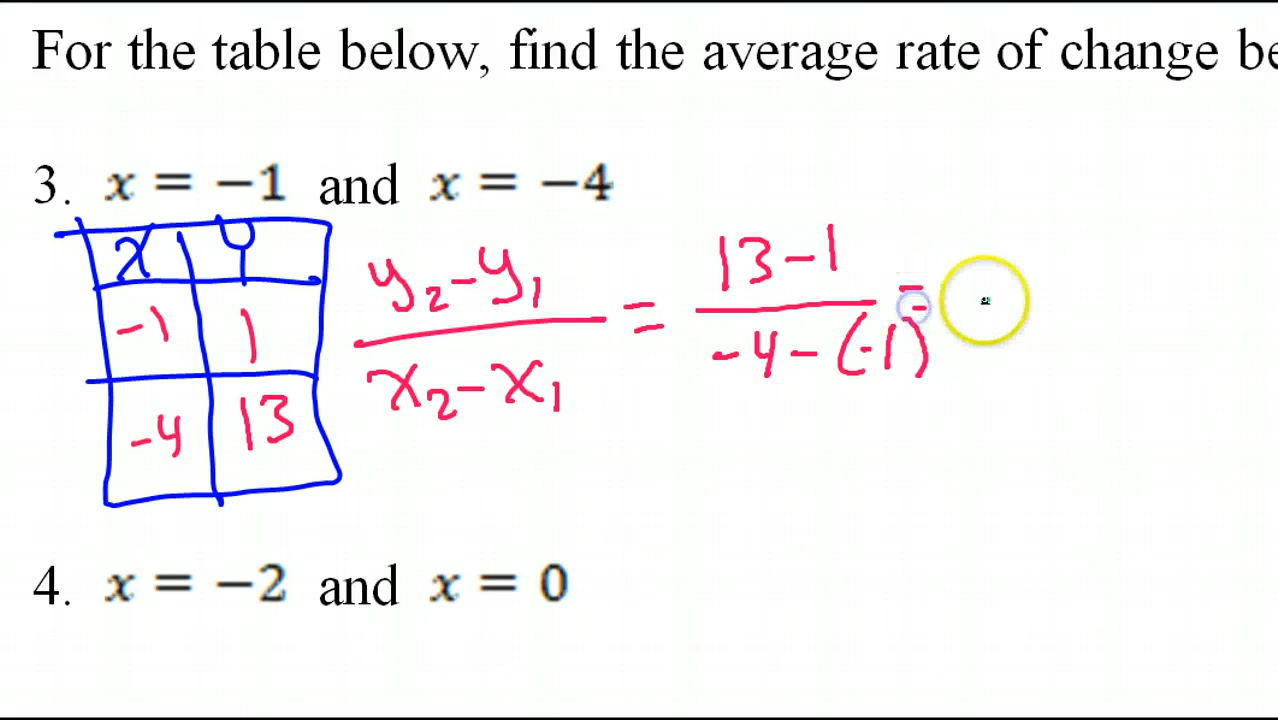 For the table below, find the average rate of change be
3. x = −1 and x = −4
x y
-1 1
-4 13
y₂-y₁ / x₂-x₁ = 13-1 / -4-(-1) =
4. x = −2 and x = 0